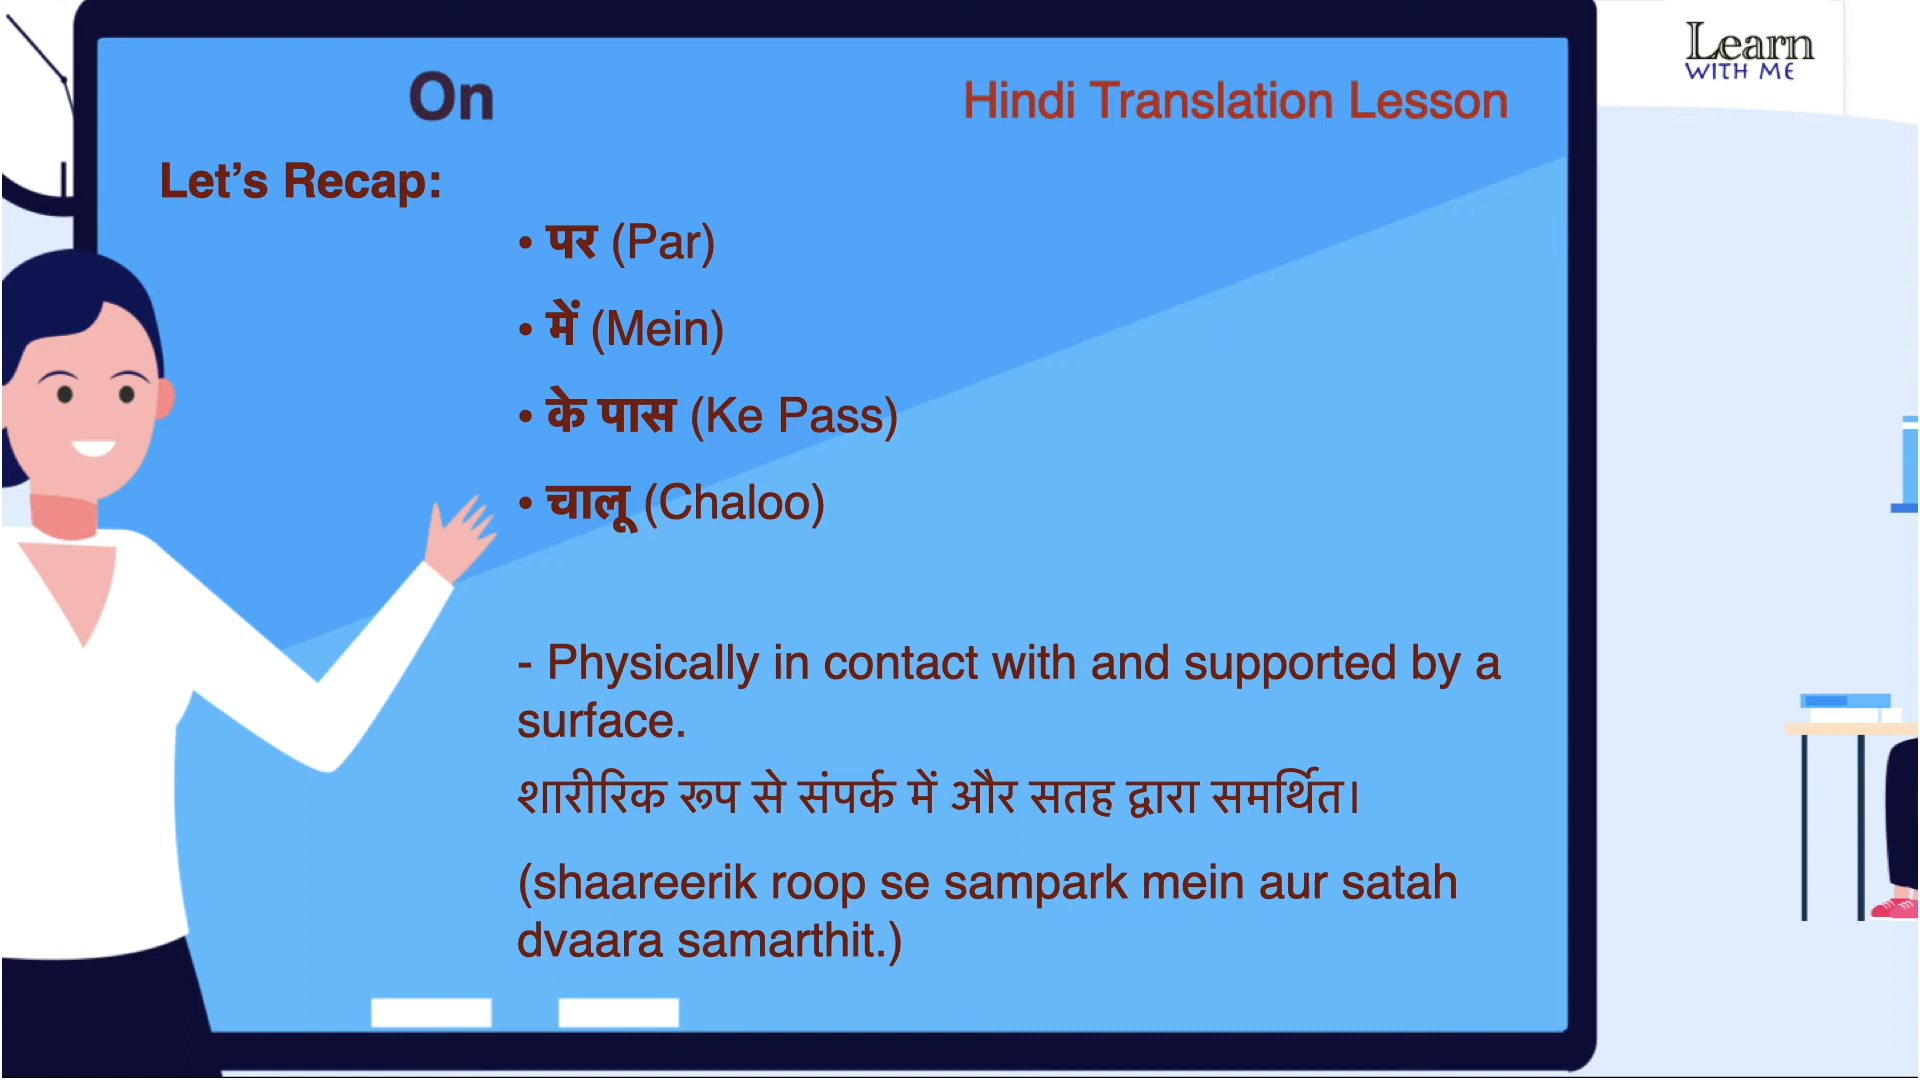 Learn
WITH ME
On
Hindi Translation Lesson
Let’s Recap:
• पर (Par)
• में (Mein)
• के पास (Ke Pass)
• चालू (Chaloo)
- Physically in contact with and supported by a
surface.
शारीरिक रूप से संपर्क में और सतह द्वारा समर्थित।
(shaareerik roop se sampark mein aur satah
dvaara samarthit.)